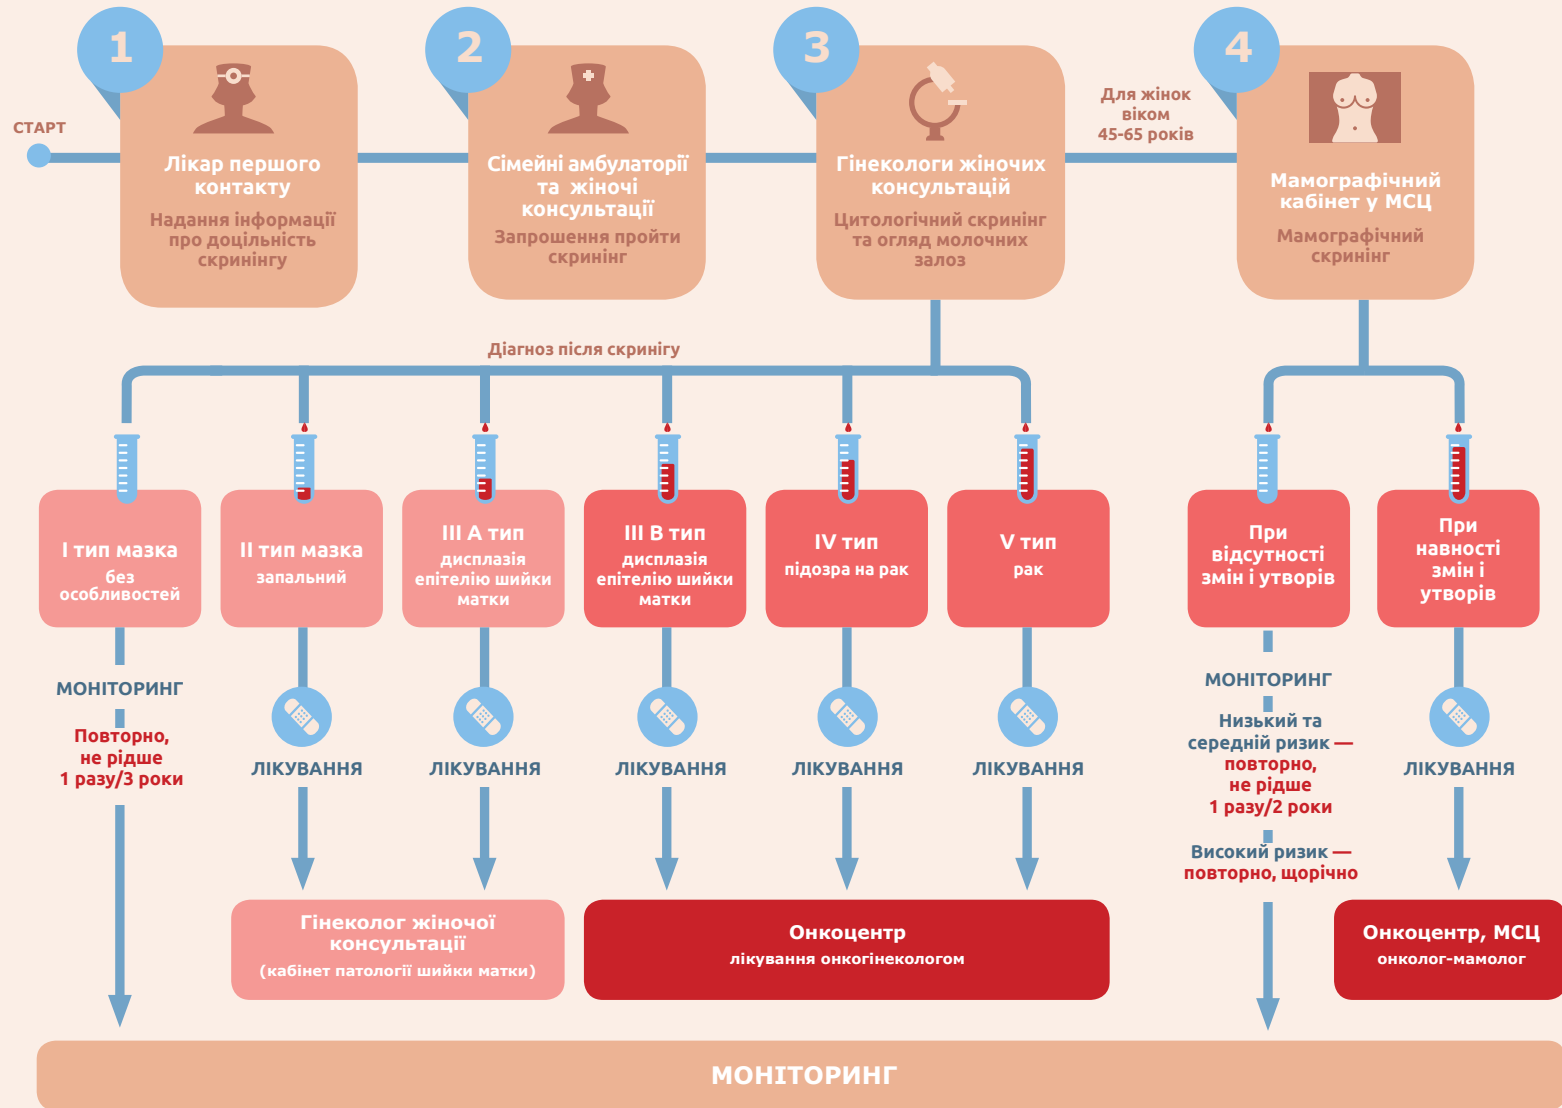 1
2
3
4
СТАРТ
Лікар першого
контакту
Надання інформації
про доцільність
скринінгу
Сімейні амбулаторії
та жіночі
консультації
Запрошення пройти
скринінг
Гінекологи жіночих
консультацій
Цитологічний скринінг
та огляд молочних
залоз
Для жінок
віком
45-65 років
Мамографічний
кабінет у МСЦ
Мамографічний
скринінг
Діагноз після скринігу
І тип мазка
без
особливостей
ІІ тип мазка
запальний
ІІІ А тип
дисплазія
епітелію шийки
матки
ІІІ В тип
дисплазія
епітелію шийки
матки
IV тип
підозра на рак
V тип
рак
При
відсутності
змін і утворів
При
навності
змін і
утворів
МОНІТОРИНГ
Повторно,
не рідше
1 разу/3 роки
ЛІКУВАННЯ
ЛІКУВАННЯ
ЛІКУВАННЯ
ЛІКУВАННЯ
ЛІКУВАННЯ
МОНІТОРИНГ
Низький та
середній ризик —
повторно,
не рідше
1 разу/2 роки
Високий ризик —
повторно, щорічно
ЛІКУВАННЯ
Гінеколог жіночої
консультації
(кабінет патології шийки матки)
Онкоцентр
лікування онкогінекологом
Онкоцентр, МСЦ
онколог-мамолог
МОНІТОРИНГ